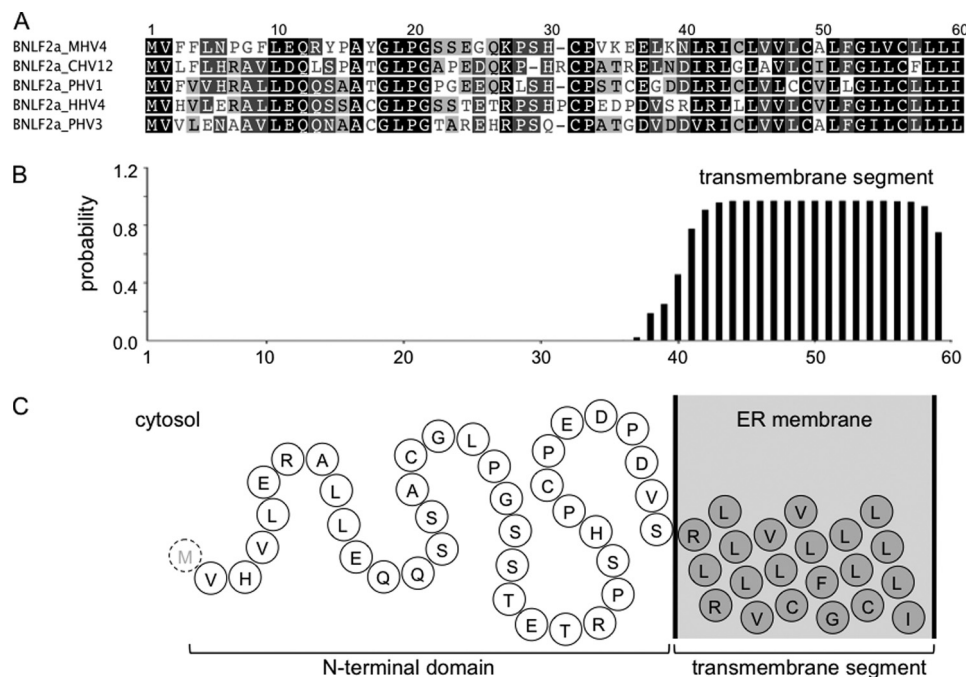 A
1 10 20 30 40 50 60
BNLF2a_MHV4 MVFFLNPGFLEQRYPAYGLPGSSEGQKPSH-CPVKEELKNLRICLVVLCALFGLVCLLLI
BNLF2a_CHV12 MVLFLHRAVLDQLSPATGLPGAPEDQKP-HRCPATRELNDIRLGLAVLCILFGLLCFLLI
BNLF2a_PHV1 MVFVVHRALLDQQSAATGLPGPGEEQRLSH-CPSTCEGDDLRLCLVLCCVLLGLLCLLLI
BNLF2a_HHV4 MVHVLERALLEQQSSACGLPGSSTETRPSHPCPEDPDVSRLRLLLVVLCVLFGLLCLLLI
BNLF2a_PHV3 MVVLENAAVLEQQNAACGLPGTAREHRPSQ-CPATGDVDDVRICLVVLCALFGILCLLLI
B
probability
1.2
0.8
0.4
0.0
transmembrane segment
1 10 20 30 40 50 60
C
cytosol
ER membrane
M V H V L E R A L L E Q Q S S A C G L P G S S T E T R P S H P C P E D P D V S
L V L
R L V L L L
L L L F L L
R V C G C I
N-terminal domain
transmembrane segment